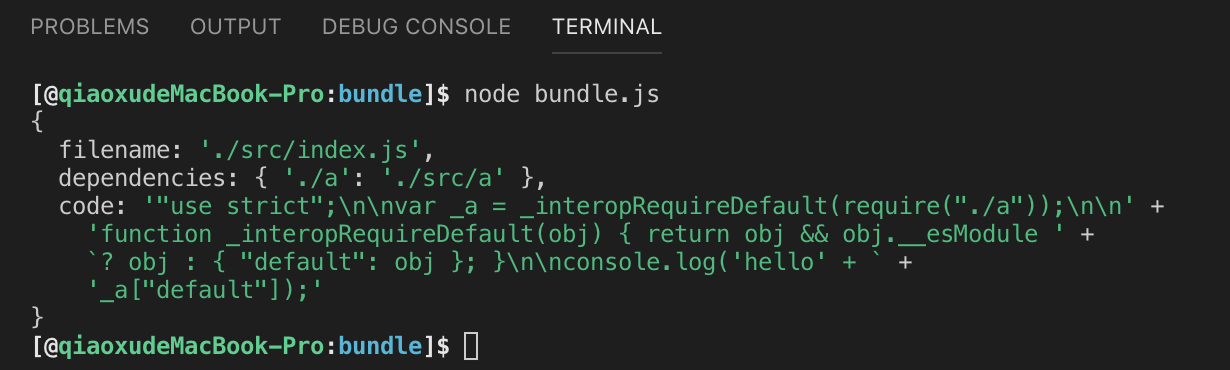 PROBLEMS OUTPUT DEBUG CONSOLE TERMINAL
[@qiaoxudeMacBook-Pro:bundle]$ node bundle.js
{
  filename: './src/index.js',
  dependencies: { './a': './src/a' },
  code: '"use strict";\n\nvar _a = _interopRequireDefault(require("./a"));\n\n' +
    'function _interopRequireDefault(obj) { return obj && obj.__esModule ' +
    `? obj : { "default": obj }; }\n\nconsole.log('hello' + ` +
    '_a["default"]);'
}
[@qiaoxudeMacBook-Pro:bundle]$